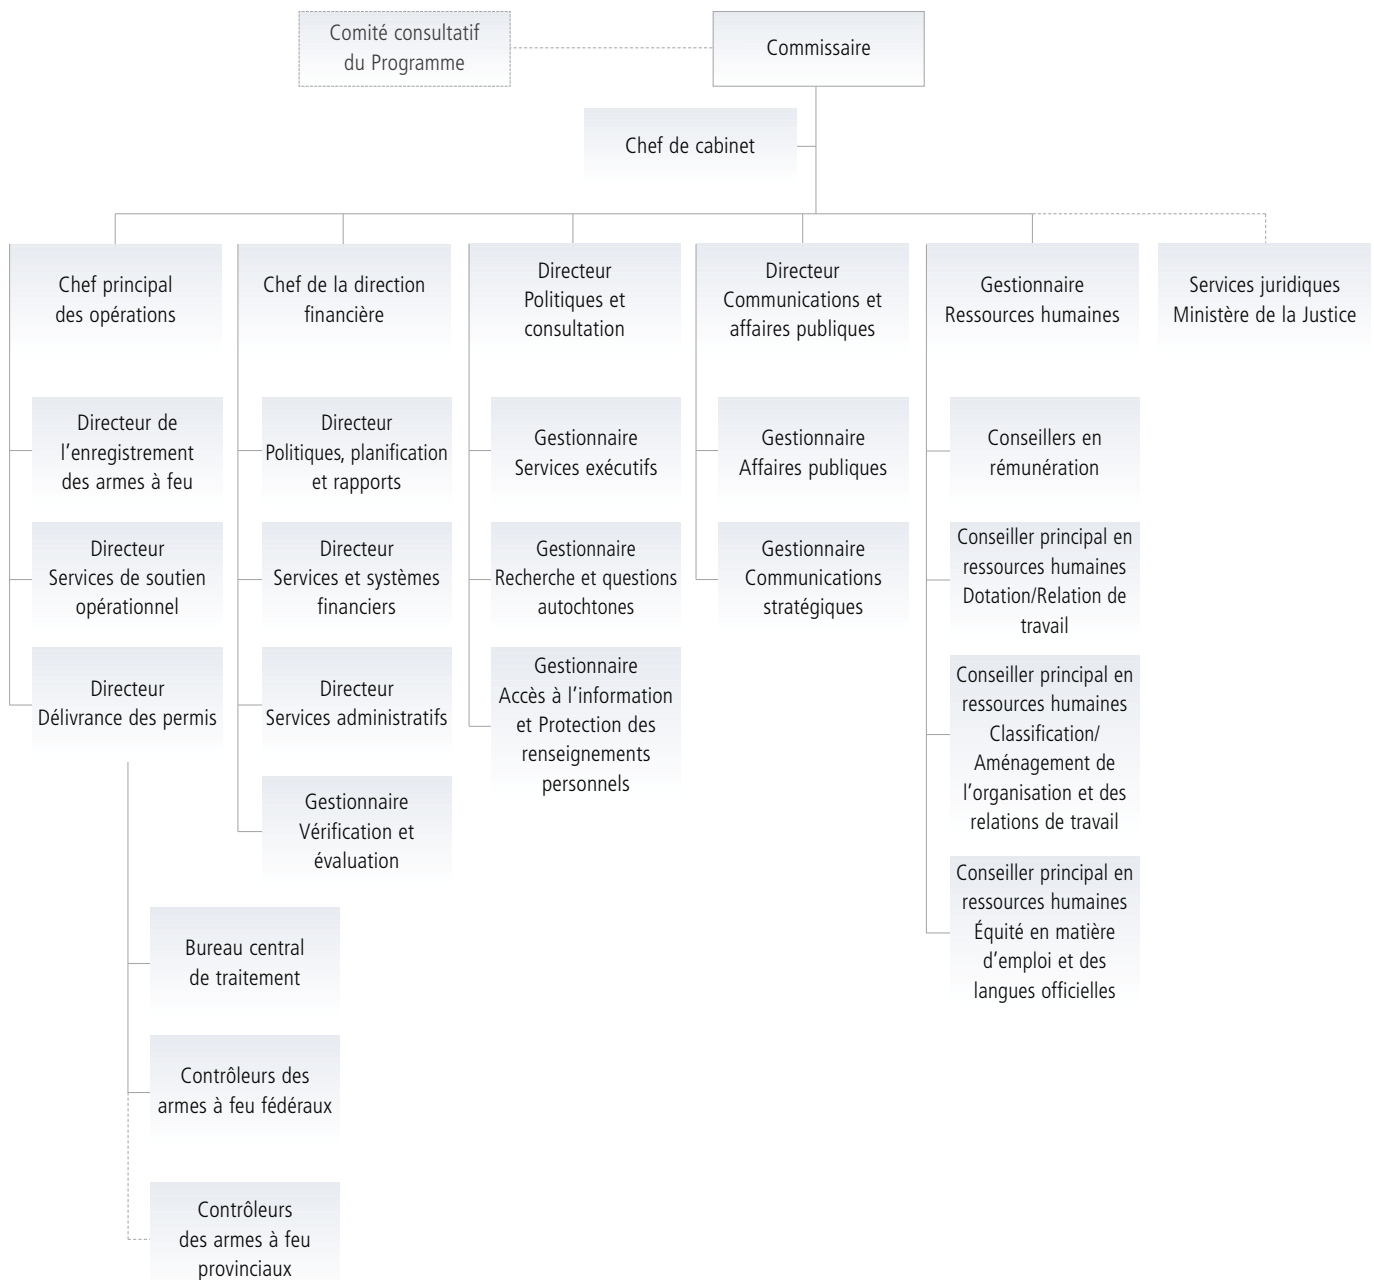 Comité consultatif
du Programme
Commissaire
Chef de cabinet
Chef principal
des opérations
Chef de la direction
financière
Directeur
Politiques et
consultation
Directeur
Communications et
affaires publiques
Gestionnaire
Ressources humaines
Services juridiques
Ministère de la Justice
Directeur de
l’enregistrement
des armes à feu
Directeur
Services de soutien
opérationnel
Directeur
Délivrance des permis
Bureau central
de traitement
Contrôleurs des
armes à feu fédéraux
Contrôleurs
des armes à feu
provinciaux
Directeur
Politiques, planification
et rapports
Directeur
Services et systèmes
financiers
Directeur
Services administratifs
Gestionnaire
Vérification et
évaluation
Gestionnaire
Services exécutifs
Gestionnaire
Recherche et questions
autochtones
Gestionnaire
Accès à l’information
et Protection des
renseignements
personnels
Gestionnaire
Affaires publiques
Gestionnaire
Communications
stratégiques
Conseillers en
rémunération
Conseiller principal en
ressources humaines
Dotation/Relation de
travail
Conseiller principal en
ressources humaines
Classification/
Aménagement de
l’organisation et des
relations de travail
Conseiller principal en
ressources humaines
Équité en matière
d’emploi et des
langues officielles